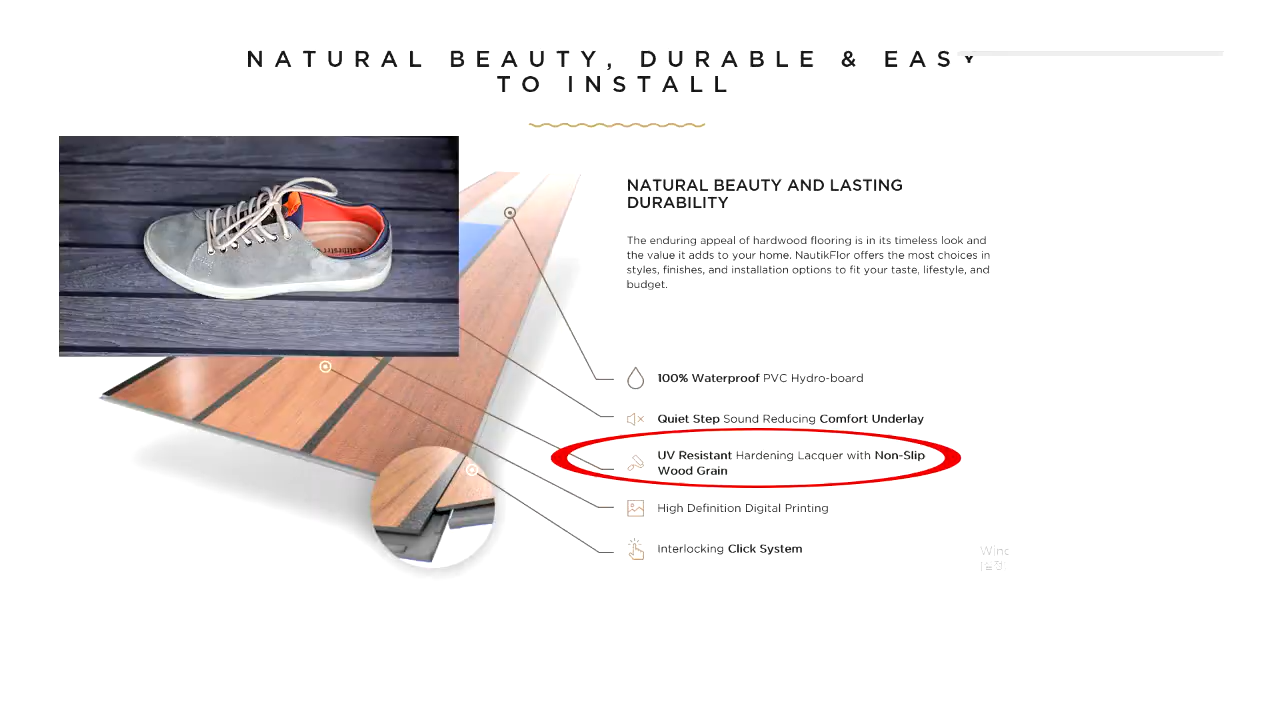 NATURAL BEAUTY, DURABLE & EASY
TO INSTALL
NATURAL BEAUTY AND LASTING
DURABILITY
The enduring appeal of hardwood flooring is in its timeless look and
the value it adds to your home. NautikFlor offers the most choices in
styles, finishes, and installation options to fit your taste, lifestyle, and
budget.
100% Waterproof PVC Hydro-board
Quiet Step Sound Reducing Comfort Underlay
UV Resistant Hardening Lacquer with Non-Slip
Wood Grain
High Definition Digital Printing
Interlocking Click System